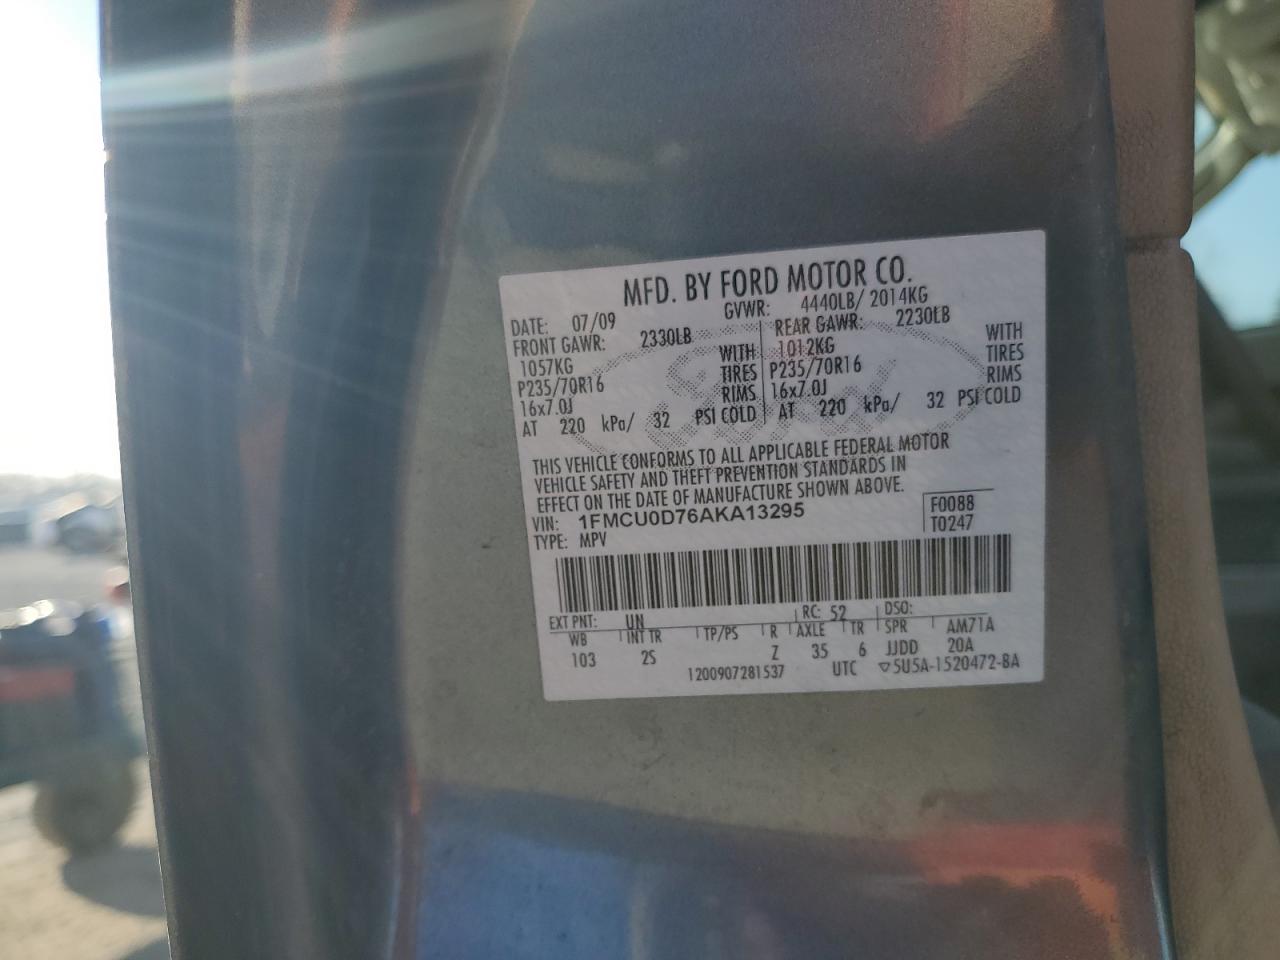 MFD. BY FORD MOTOR CO.
DATE: 07/09 GVWR: 4440LB/ 2014KG
FRONT GAWR: 2330LB REAR GAWR: 2230LB
1057KG WITH 1012KG WITH
P235/70R16 TIRES P235/70R16 TIRES
16x7.0J RIMS 16x7.0J RIMS
AT 220 kPa/ 32 PSI COLD AT 220 kPa/ 32 PSI COLD
THIS VEHICLE CONFORMS TO ALL APPLICABLE FEDERAL MOTOR
VEHICLE SAFETY AND THEFT PREVENTION STANDARDS IN
EFFECT ON THE DATE OF MANUFACTURE SHOWN ABOVE.
VIN: 1FMCU0D76AKA13295 F0088
TYPE: MPV T0247
EXT PNT: UN RC: 52 DSO:
WB INT TR TP/PS R AXLE TR SPR AM71A
103 2S Z 35 6 JJDD 20A
1200907281537 UTC ▽5U5A-1520472-BA